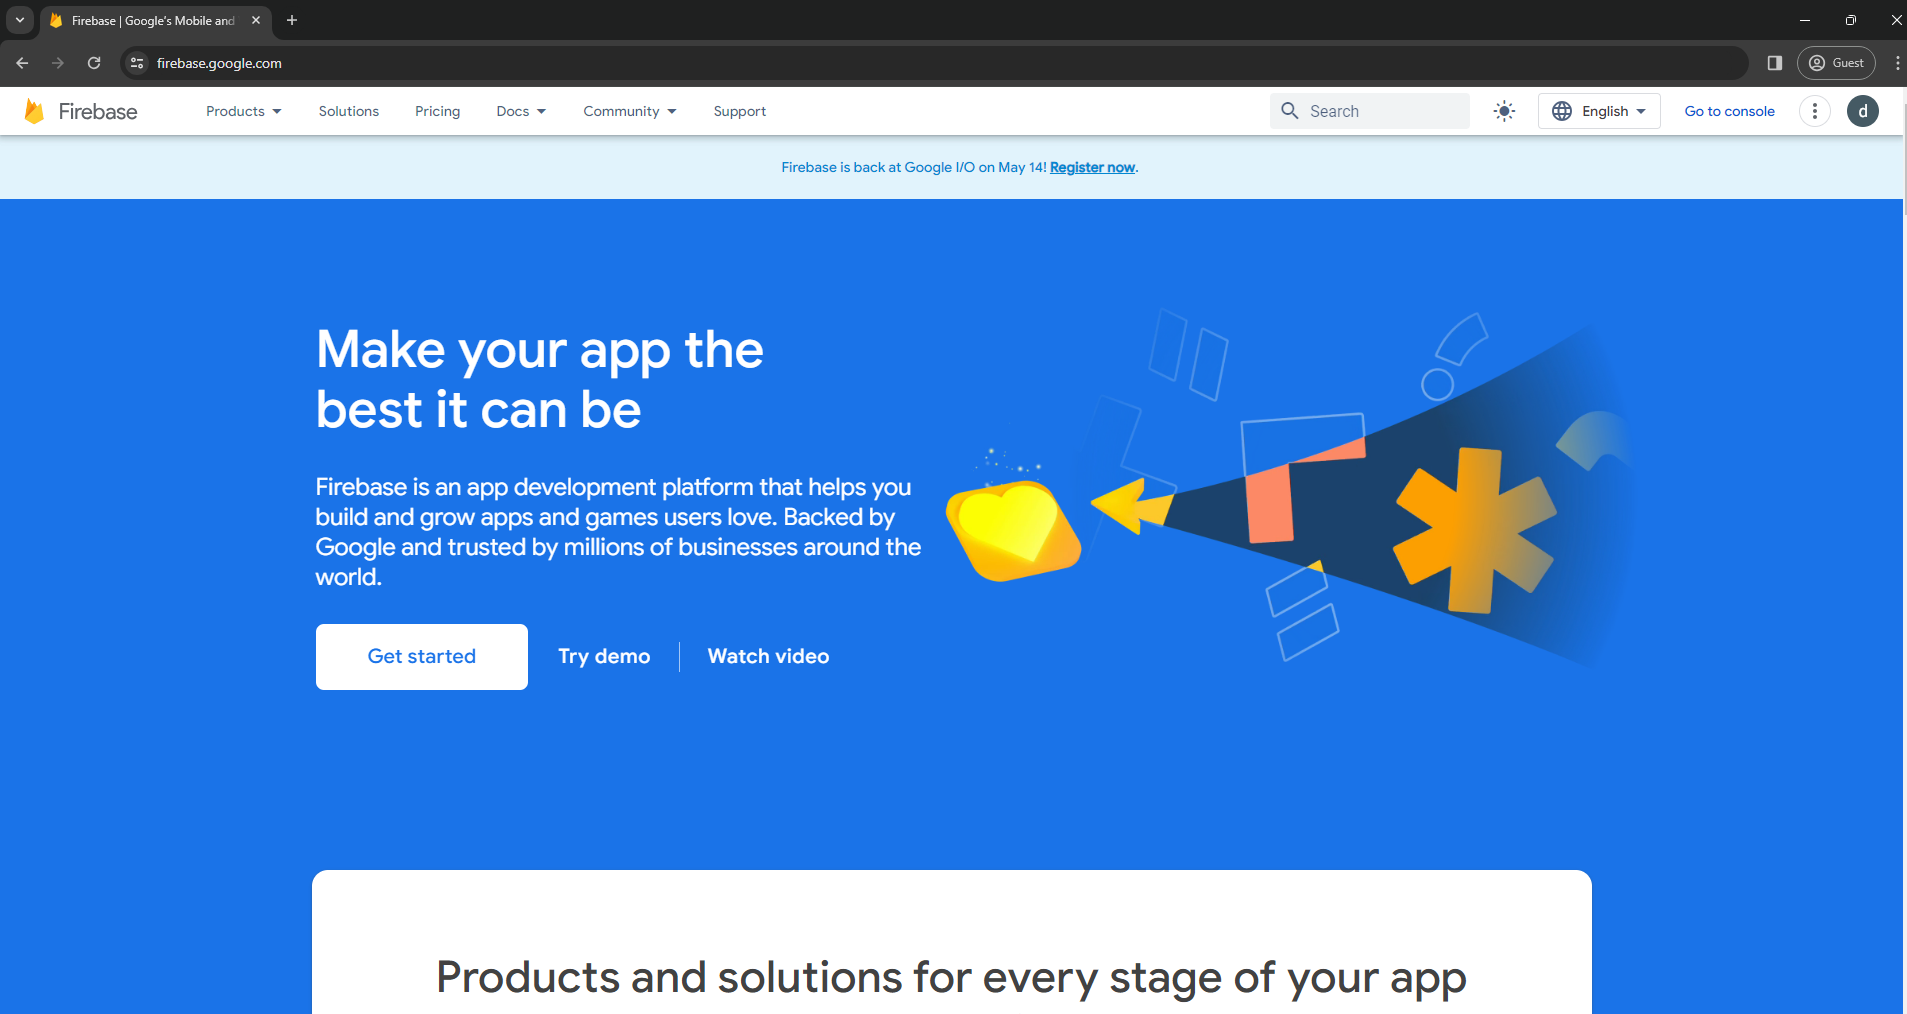 Firebase | Google's Mobile and
firebase.google.com
Guest
Firebase
Products
Solutions
Pricing
Docs
Community
Support
Search
English
Go to console
d
Firebase is back at Google I/O on May 14! Register now.
Make your app the
best it can be
Firebase is an app development platform that helps you
build and grow apps and games users love. Backed by
Google and trusted by millions of businesses around the
world.
Get started
Try demo
Watch video
Products and solutions for every stage of your app